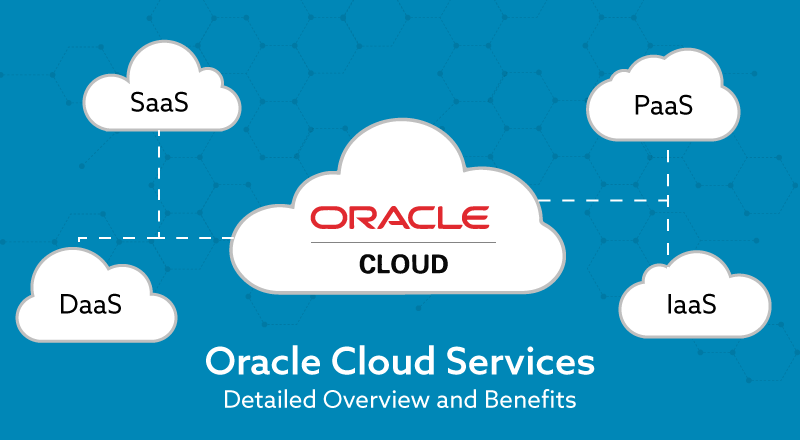 SaaS
PaaS
ORACLE
CLOUD
DaaS
IaaS
Oracle Cloud Services
Detailed Overview and Benefits